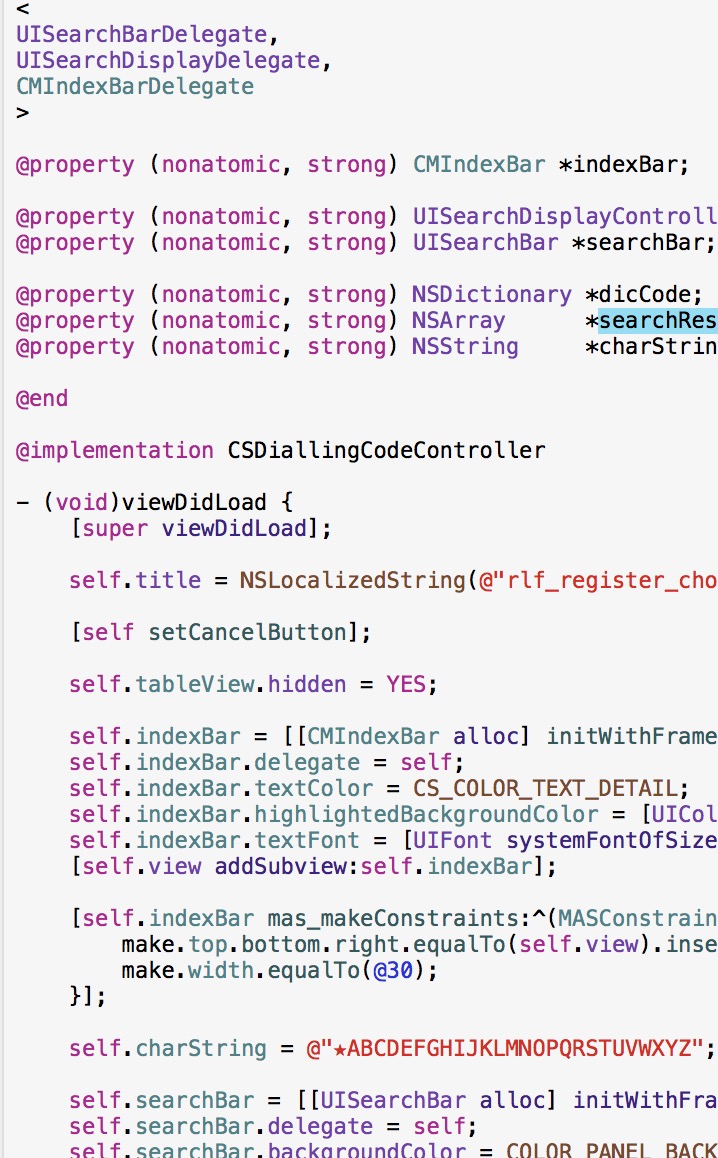 <
UISearchBarDelegate,
UISearchDisplayDelegate,
CMIndexBarDelegate
>
@property (nonatomic, strong) CMIndexBar *indexBar;
@property (nonatomic, strong) UISearchDisplayControll
@property (nonatomic, strong) UISearchBar *searchBar;
@property (nonatomic, strong) NSDictionary *dicCode;
@property (nonatomic, strong) NSArray      *searchRes
@property (nonatomic, strong) NSString     *charStrin
@end
@implementation CSDiallingCodeController
- (void)viewDidLoad {
    [super viewDidLoad];
    self.title = NSLocalizedString(@"rlf_register_cho
    [self setCancelButton];
    self.tableView.hidden = YES;
    self.indexBar = [[CMIndexBar alloc] initWithFrame
    self.indexBar.delegate = self;
    self.indexBar.textColor = CS_COLOR_TEXT_DETAIL;
    self.indexBar.highlightedBackgroundColor = [UICol
    self.indexBar.textFont = [UIFont systemFontOfSize
    [self.view addSubview:self.indexBar];
    [self.indexBar mas_makeConstraints:^(MASConstrain
        make.top.bottom.right.equalTo(self.view).inse
        make.width.equalTo(@30);
    }];
    self.charString = @"★ABCDEFGHIJKLMNOPQRSTUVWXYZ";
    self.searchBar = [[UISearchBar alloc] initWithFra
    self.searchBar.delegate = self;
    self.searchBar.backgroundColor = COLOR_PANEL_BACK